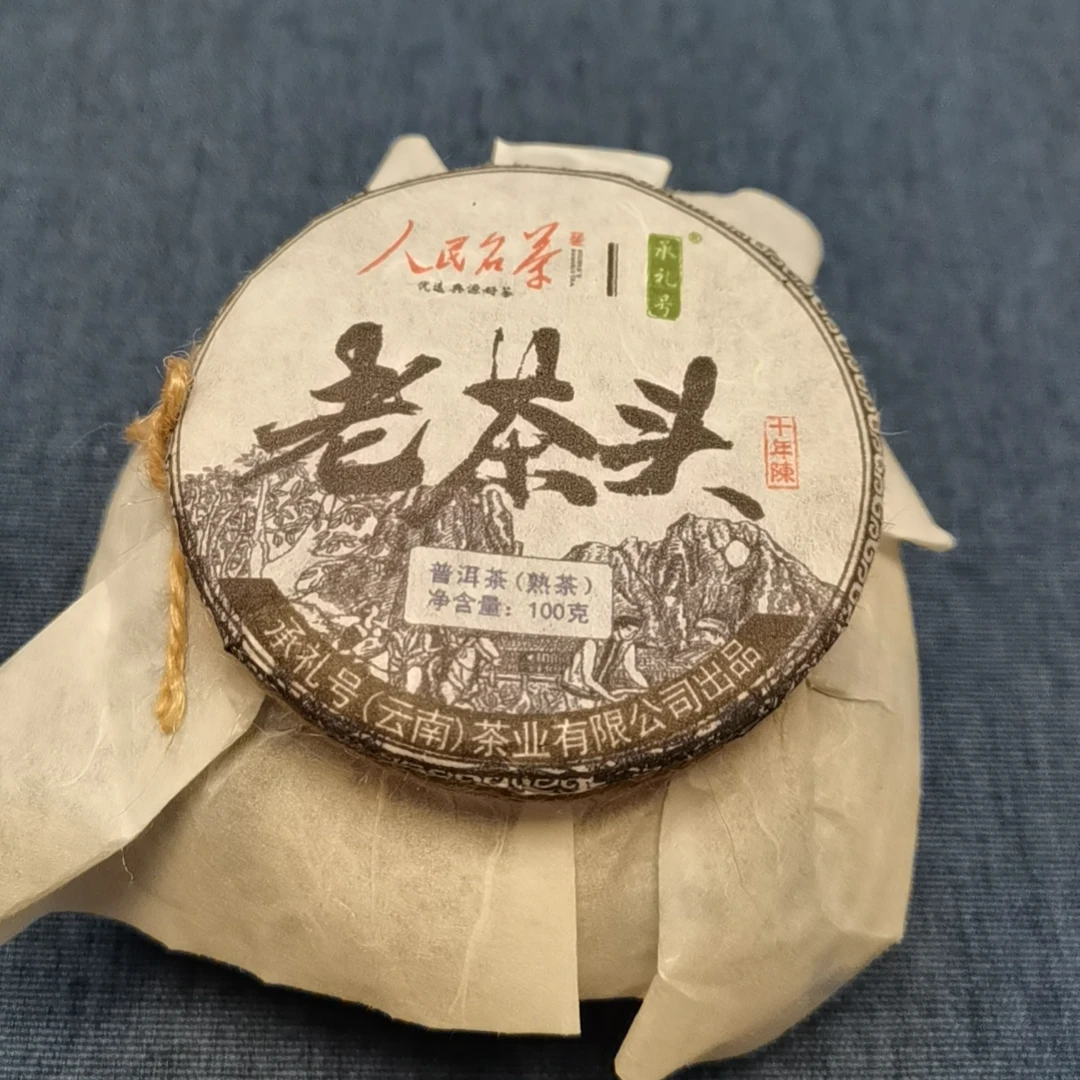 人民名茶
优选典源好茶
承礼号®
老茶头
十年陳
普洱茶(熟茶)
净含量：100克
承礼号(云南)茶业有限公司出品